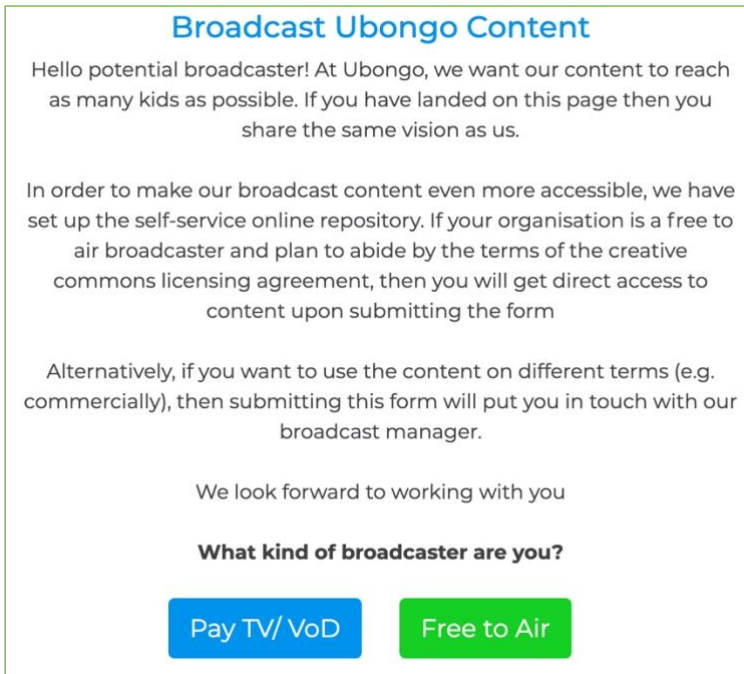 Broadcast Ubongo Content
Hello potential broadcaster! At Ubongo, we want our content to reach
as many kids as possible. If you have landed on this page then you
share the same vision as us.
In order to make our broadcast content even more accessible, we have
set up the self-service online repository. If your organisation is a free to
air broadcaster and plan to abide by the terms of the creative
commons licensing agreement, then you will get direct access to
content upon submitting the form
Alternatively, if you want to use the content on different terms (e.g.
commercially), then submitting this form will put you in touch with our
broadcast manager.
We look forward to working with you
What kind of broadcaster are you?
Pay TV/ VoD
Free to Air